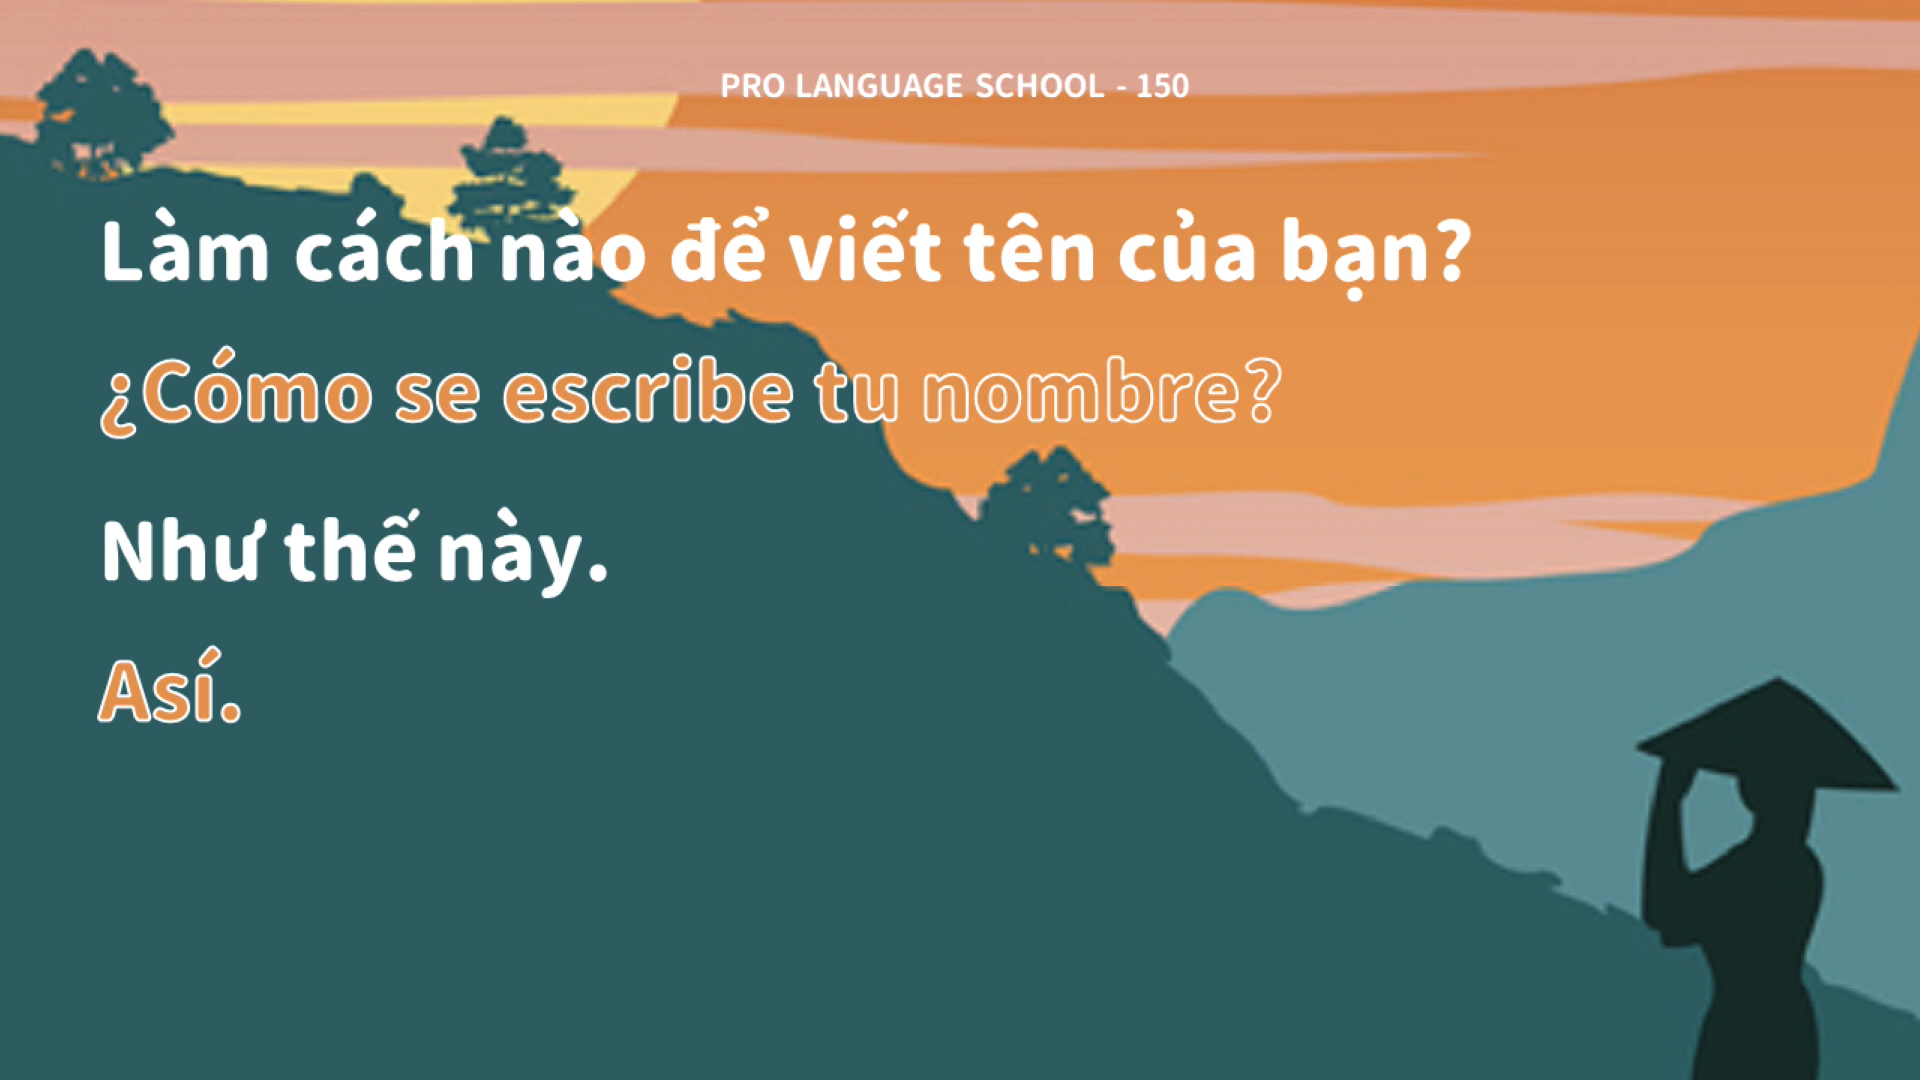 PRO LANGUAGE SCHOOL - 150
Làm cách nào để viết tên của bạn?
¿Cómo se escribe tu nombre?
Như thế này.
Así.